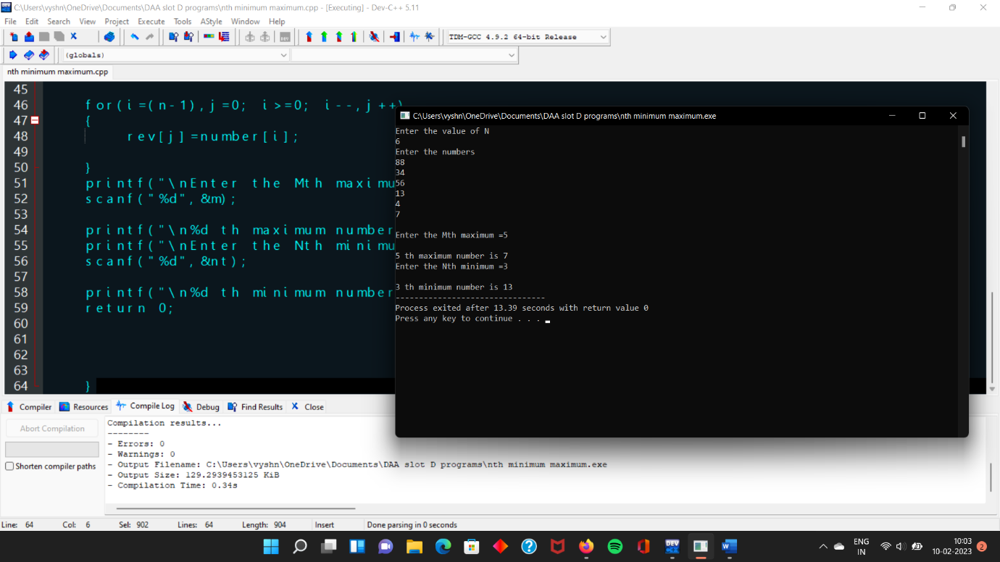 C:\Users\vyshn\OneDrive\Documents\DAA slot D programs\nth minimum maximum.cpp - [Executing] - Dev-C++ 5.11
File Edit Search View Project Execute Tools AStyle Window Help
TDM-GCC 4.9.2 64-bit Release
(globals)
nth minimum maximum.cpp
45
46 for(i=(n-1),j=0; i>=0; i--,j++)
47 {
48 rev[j]=number[i];
49
50 }
51 printf("\nEnter the Mth maximu
52 scanf("%d",&m);
53
54 printf("\n%d th maximum number
55 printf("\nEnter the Nth minimu
56 scanf("%d",&nt);
57
58 printf("\n%d th minimum number
59 return 0;
60
61
62
63
64 }
C:\Users\vyshn\OneDrive\Documents\DAA slot D programs\nth minimum maximum.exe
Enter the value of N
6
Enter the numbers
88
34
56
13
4
7
Enter the Mth maximum =5
5 th maximum number is 7
Enter the Nth minimum =3
3 th minimum number is 13
--------------------------------
Process exited after 13.39 seconds with return value 0
Press any key to continue . . .
Compiler Resources Compile Log Debug Find Results Close
Abort Compilation
Shorten compiler paths
Compilation results...
--------
- Errors: 0
- Warnings: 0
- Output Filename: C:\Users\vyshn\OneDrive\Documents\DAA slot D programs\nth minimum maximum.exe
- Output Size: 129.2939453125 KiB
- Compilation Time: 0.34s
Line: 64 Col: 6 Sel: 902 Lines: 64 Length: 904 Insert Done parsing in 0 seconds
DEV
W
ENG
IN
10:03
10-02-2023
2